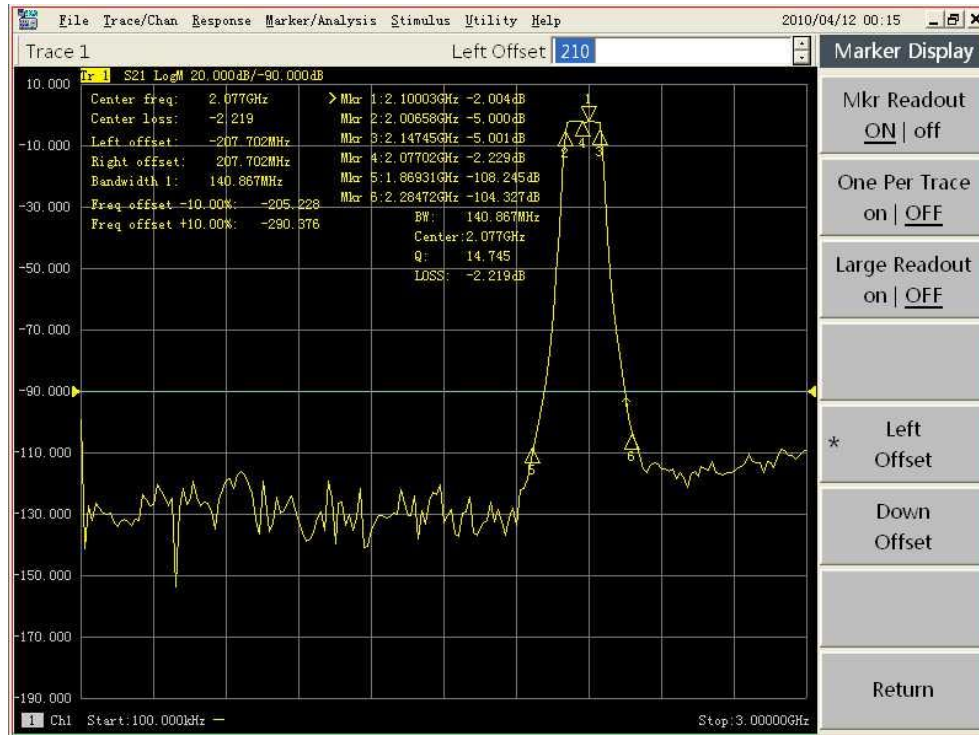 File Trace/Chan Response Marker/Analysis Stimulus Utility Help 2010/04/12 00:15
Trace 1 Left Offset 210
Marker Display
Mkr Readout
ON | off
One Per Trace
on | OFF
Large Readout
on | OFF
* Left
Offset
Down
Offset
Return
Tr 1 S21 LogM 20.000dB/-90.000dB
10.000
-10.000
-30.000
-50.000
-70.000
-90.000
-110.000
-130.000
-150.000
-170.000
-190.000
Center freq: 2.077GHz
Center loss: -2.219
Left offset: -207.702MHz
Right offset: 207.702MHz
Bandwidth 1: 140.867MHz
Freq offset -10.00%: -205.228
Freq offset +10.00%: -290.376
>Mkr 1:2.10003GHz -2.004dB
Mkr 2:2.00658GHz -5.000dB
Mkr 3:2.14745GHz -5.001dB
Mkr 4:2.07702GHz -2.229dB
Mkr 5:1.86931GHz -108.245dB
Mkr 6:2.28472GHz -104.327dB
BW: 140.867MHz
Center:2.077GHz
Q: 14.745
LOSS: -2.219dB
1
2
4
3
5
6
1 Ch1 Start:100.000kHz — Stop:3.00000GHz